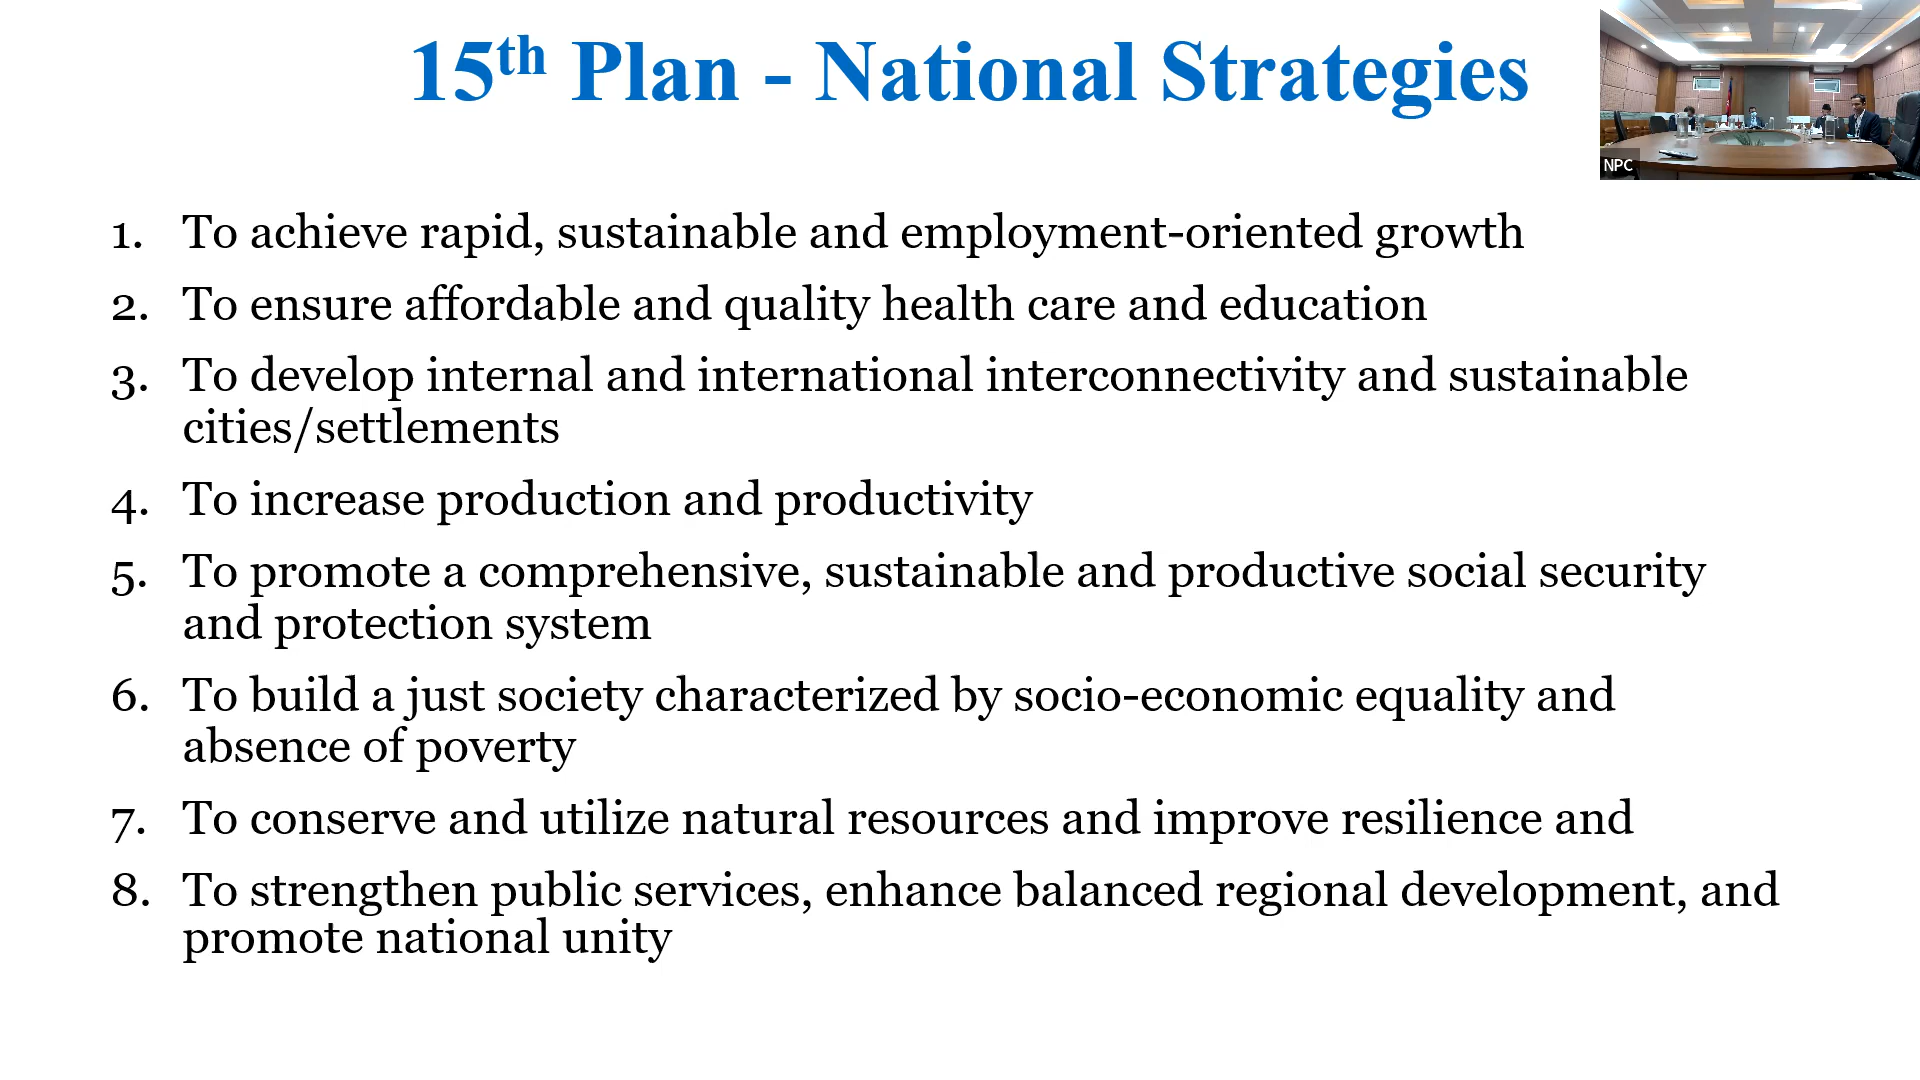 15th Plan - National Strategies
NPC
1. To achieve rapid, sustainable and employment-oriented growth
2. To ensure affordable and quality health care and education
3. To develop internal and international interconnectivity and sustainable
cities/settlements
4. To increase production and productivity
5. To promote a comprehensive, sustainable and productive social security
and protection system
6. To build a just society characterized by socio-economic equality and
absence of poverty
7. To conserve and utilize natural resources and improve resilience and
8. To strengthen public services, enhance balanced regional development, and
promote national unity